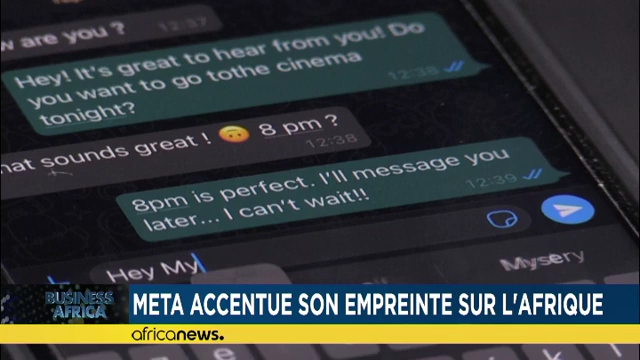 w are you ? 12:37
Hey! It's great to hear from you! Do
you want to go tothe cinema
tonight? 12:38
hat sounds great ! 🙃 8 pm ?
12:38
8pm is perfect. I'll message you
later... I can't wait!! 12:39
Hey My
Mysery
BUSINESS
AFRICA
META ACCENTUE SON EMPREINTE SUR L'AFRIQUE
africanews.